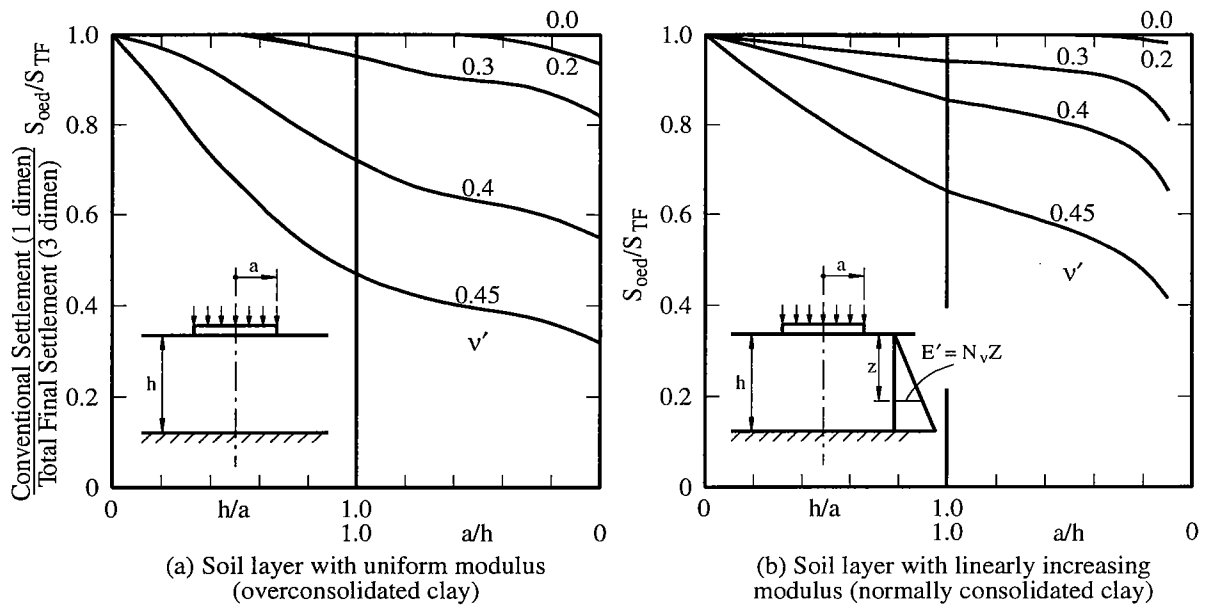 Conventional Settlement (1 dimen)
Total Final Settlement (3 dimen)
S_oed/S_TF
1.0
0.8
0.6
0.4
0.2
0
0.0
0.2
0.3
0.4
0.45
ν′
a
h
0
h/a
1.0
1.0
a/h
0
(a) Soil layer with uniform modulus
(overconsolidated clay)
S_oed/S_TF
1.0
0.8
0.6
0.4
0.2
0
0.0
0.2
0.3
0.4
0.45
ν′
a
h
z
E′ = N_vZ
0
h/a
1.0
1.0
a/h
0
(b) Soil layer with linearly increasing
modulus (normally consolidated clay)